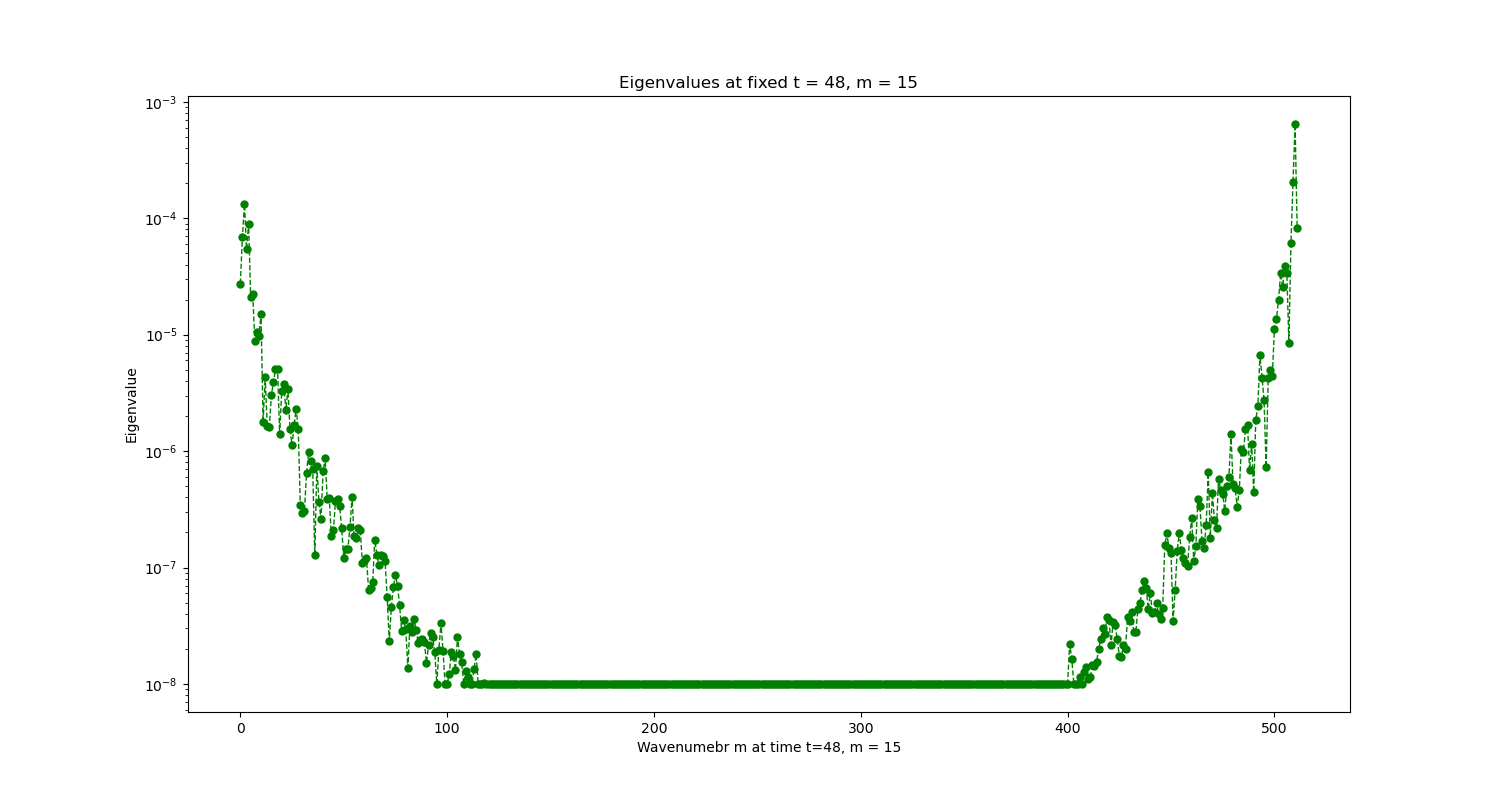 Eigenvalues at fixed t = 48, m = 15
10⁻³
10⁻⁴
10⁻⁵
10⁻⁶
10⁻⁷
10⁻⁸
Eigenvalue
0 100 200 300 400 500
Wavenumebr m at time t=48, m = 15